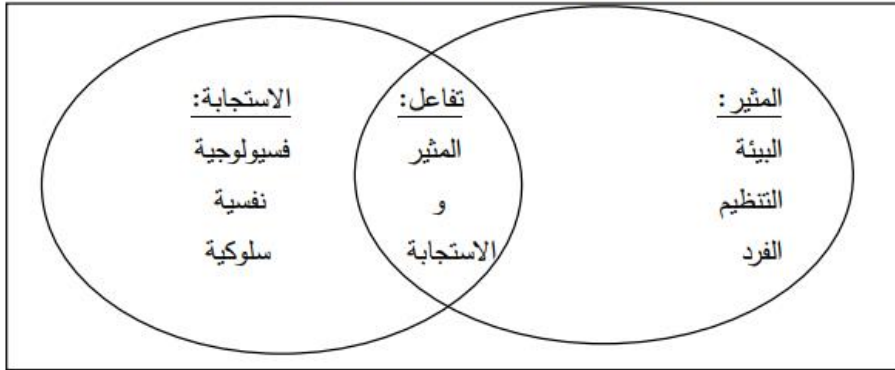 المثير:
البيئة
التنظيم
الفرد
تفاعل:
المثير
و
الاستجابة
الاستجابة:
فسيولوجية
نفسية
سلوكية